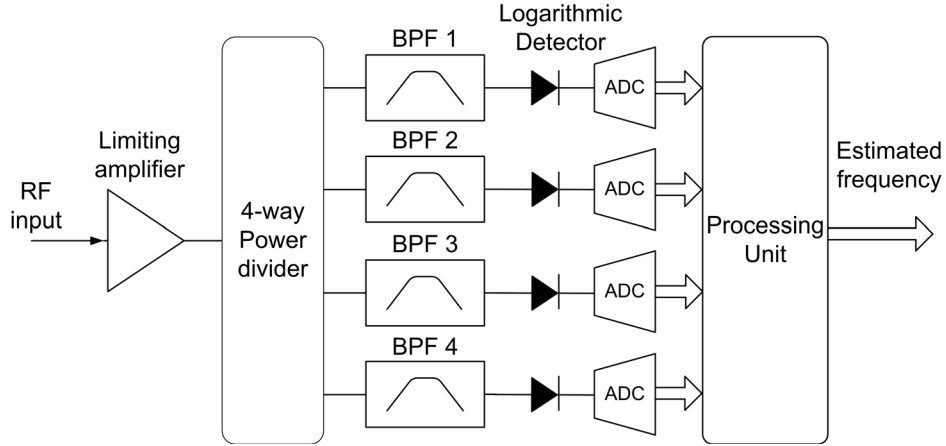 RF
input
Limiting
amplifier
4-way
Power
divider
BPF 1
BPF 2
BPF 3
BPF 4
Logarithmic
Detector
ADC
ADC
ADC
ADC
Processing
Unit
Estimated
frequency